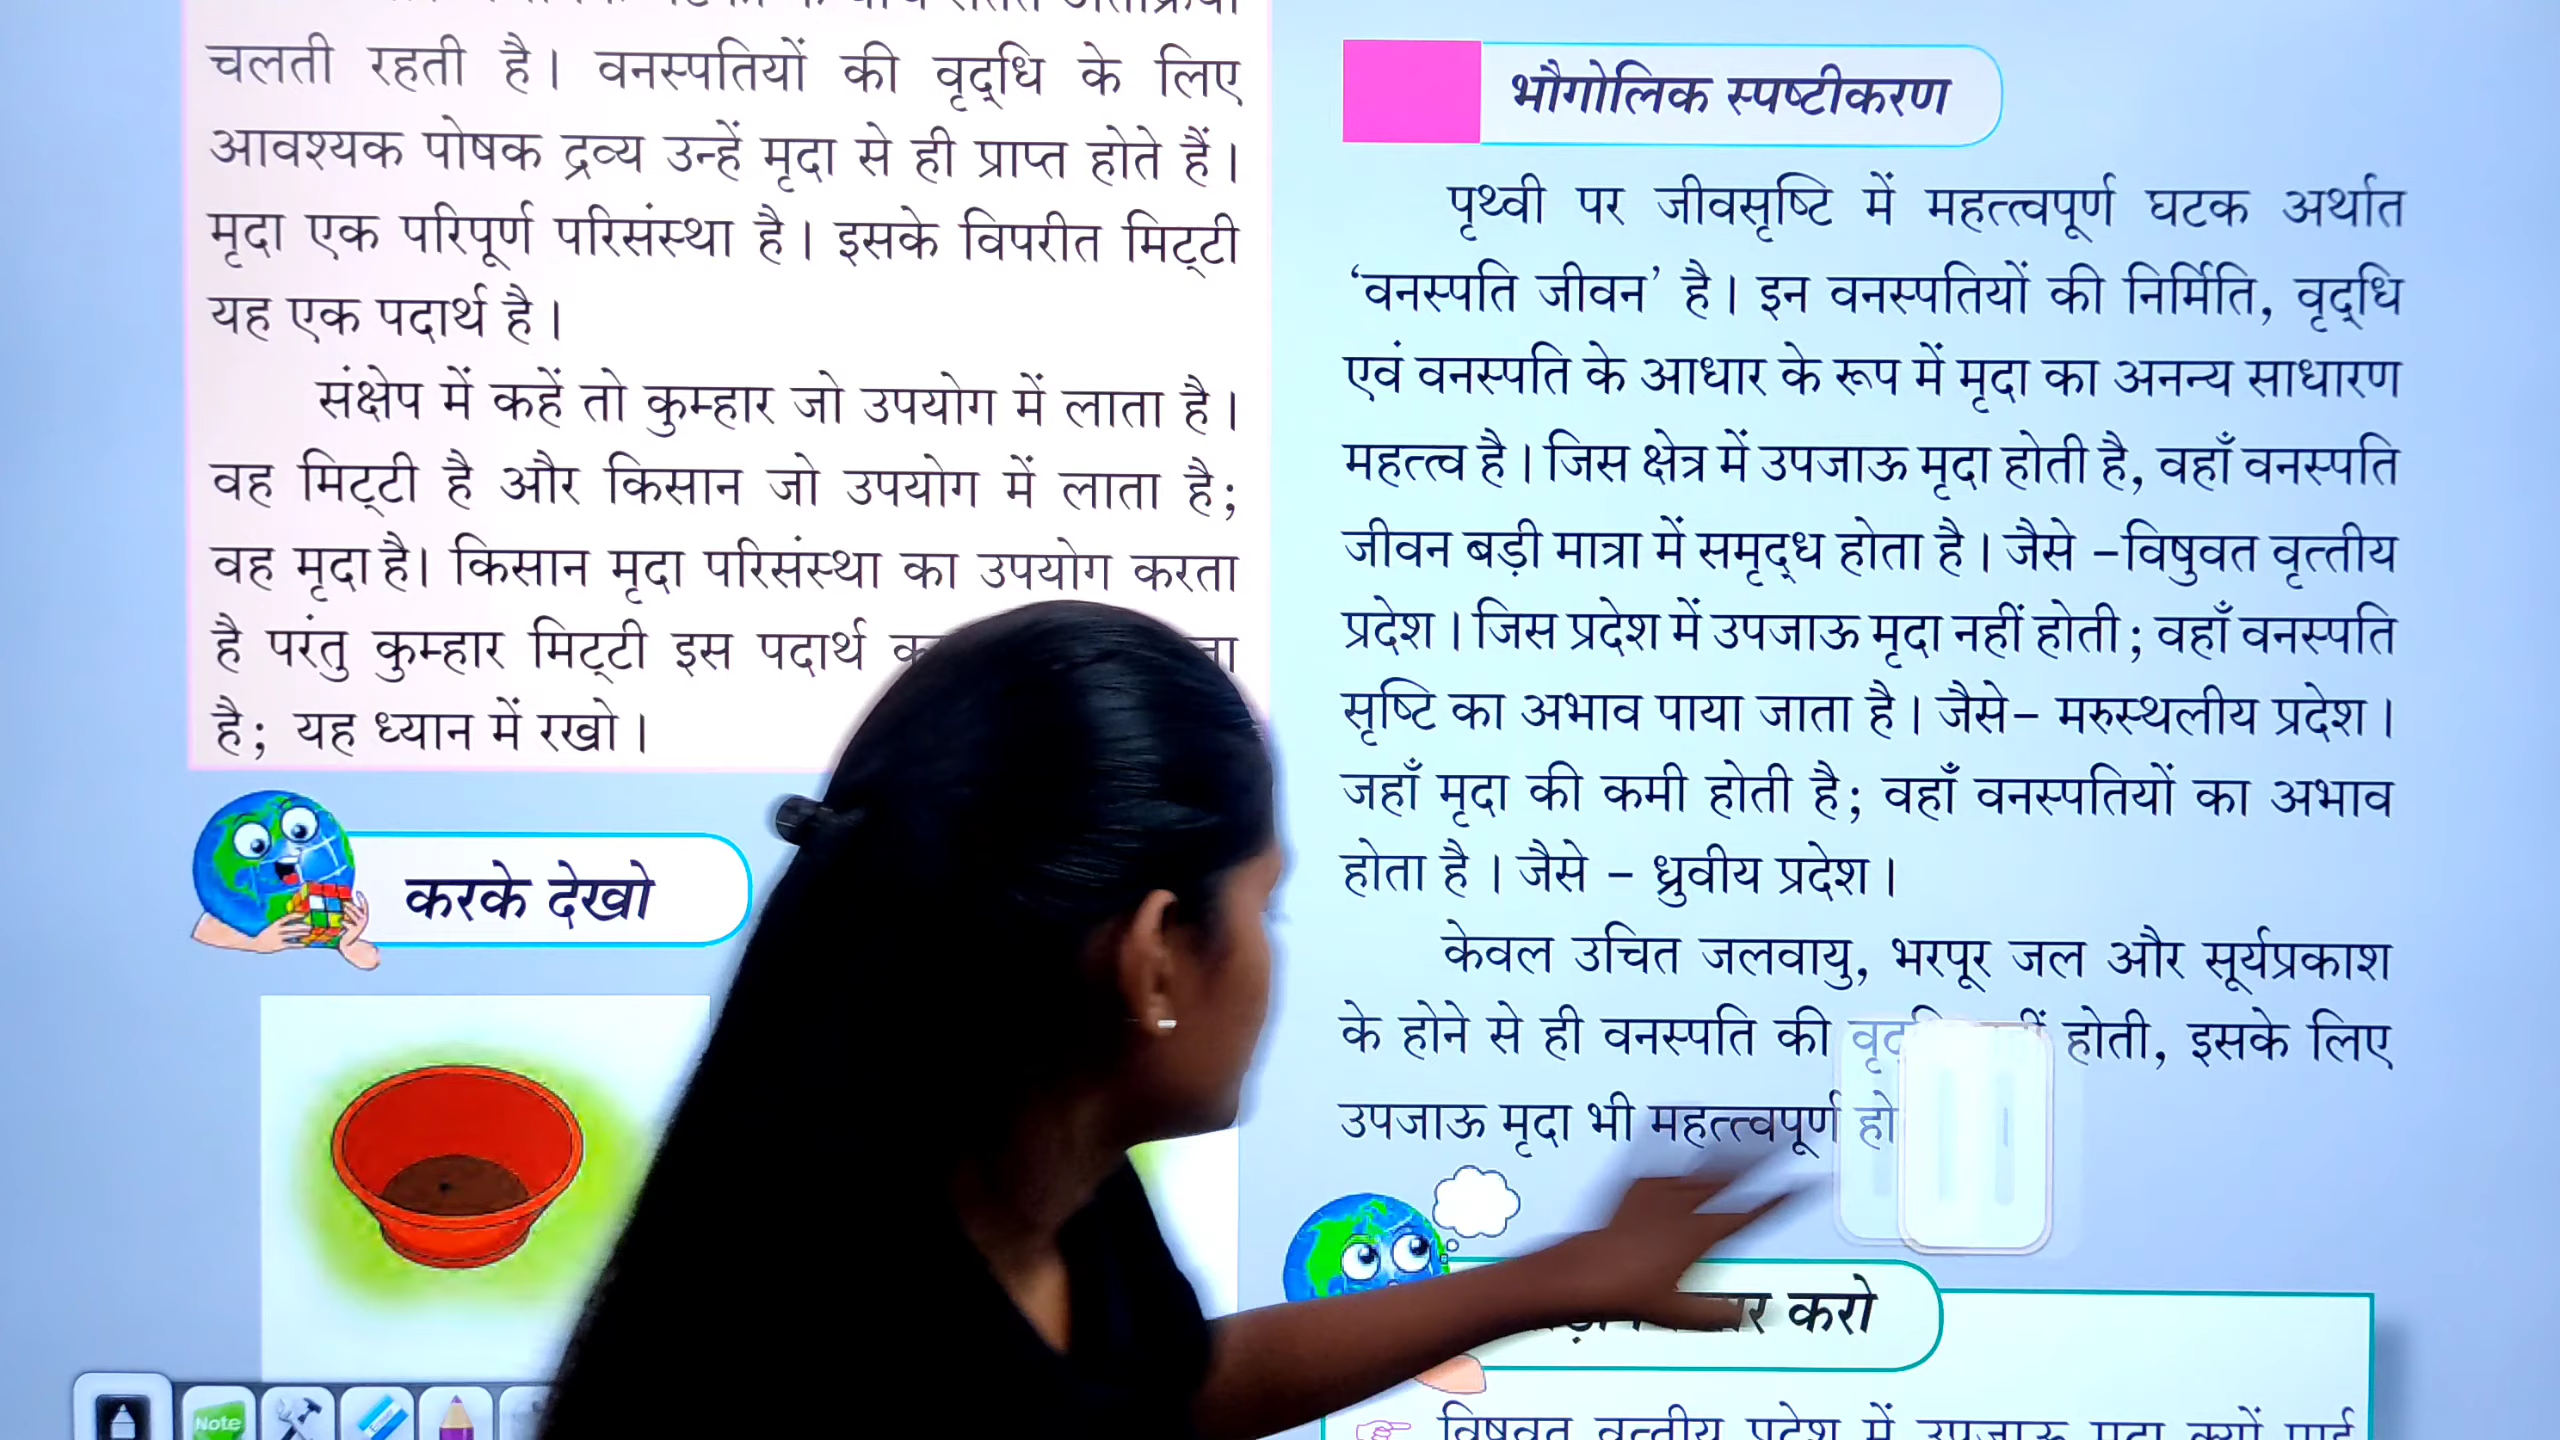 चलती रहती है। वनस्पतियों की वृद्‌धि के लिए
आवश्यक पोषक द्रव्य उन्हें मृदा से ही प्राप्त होते हैं।
मृदा एक परिपूर्ण परिसंस्था है। इसके विपरीत मिट्‌टी
यह एक पदार्थ है।
संक्षेप में कहें तो कुम्हार जो उपयोग में लाता है।
वह मिट्‌टी है और किसान जो उपयोग में लाता है;
वह मृदा है। किसान मृदा परिसंस्था का उपयोग करता
है परंतु कुम्हार मिट्‌टी इस पदार्थ
है; यह ध्यान में रखो।
करके देखो
Note
भौगोलिक स्पष्टीकरण
पृथ्वी पर जीवसृष्टि में महत्त्वपूर्ण घटक अर्थात
‘वनस्पति जीवन’ है। इन वनस्पतियों की निर्मिति, वृद्‌धि
एवं वनस्पति के आधार के रूप में मृदा का अनन्य साधारण
महत्त्व है। जिस क्षेत्र में उपजाऊ मृदा होती है, वहाँ वनस्पति
जीवन बड़ी मात्रा में समृद्‌ध होता है। जैसे -विषुवत वृत्तीय
प्रदेश। जिस प्रदेश में उपजाऊ मृदा नहीं होती; वहाँ वनस्पति
सृष्टि का अभाव पाया जाता है। जैसे- मरुस्थलीय प्रदेश।
जहाँ मृदा की कमी होती है; वहाँ वनस्पतियों का अभाव
होता है। जैसे - ध्रुवीय प्रदेश।
केवल उचित जलवायु, भरपूर जल और सूर्यप्रकाश
के होने से ही वनस्पति की होती, इसके लिए
उपजाऊ मृदा भी महत्त्वपूर्ण हो
करो
विषुवत वृत्तीय प्रदेश में उपजाऊ मृदा क्यों पाई